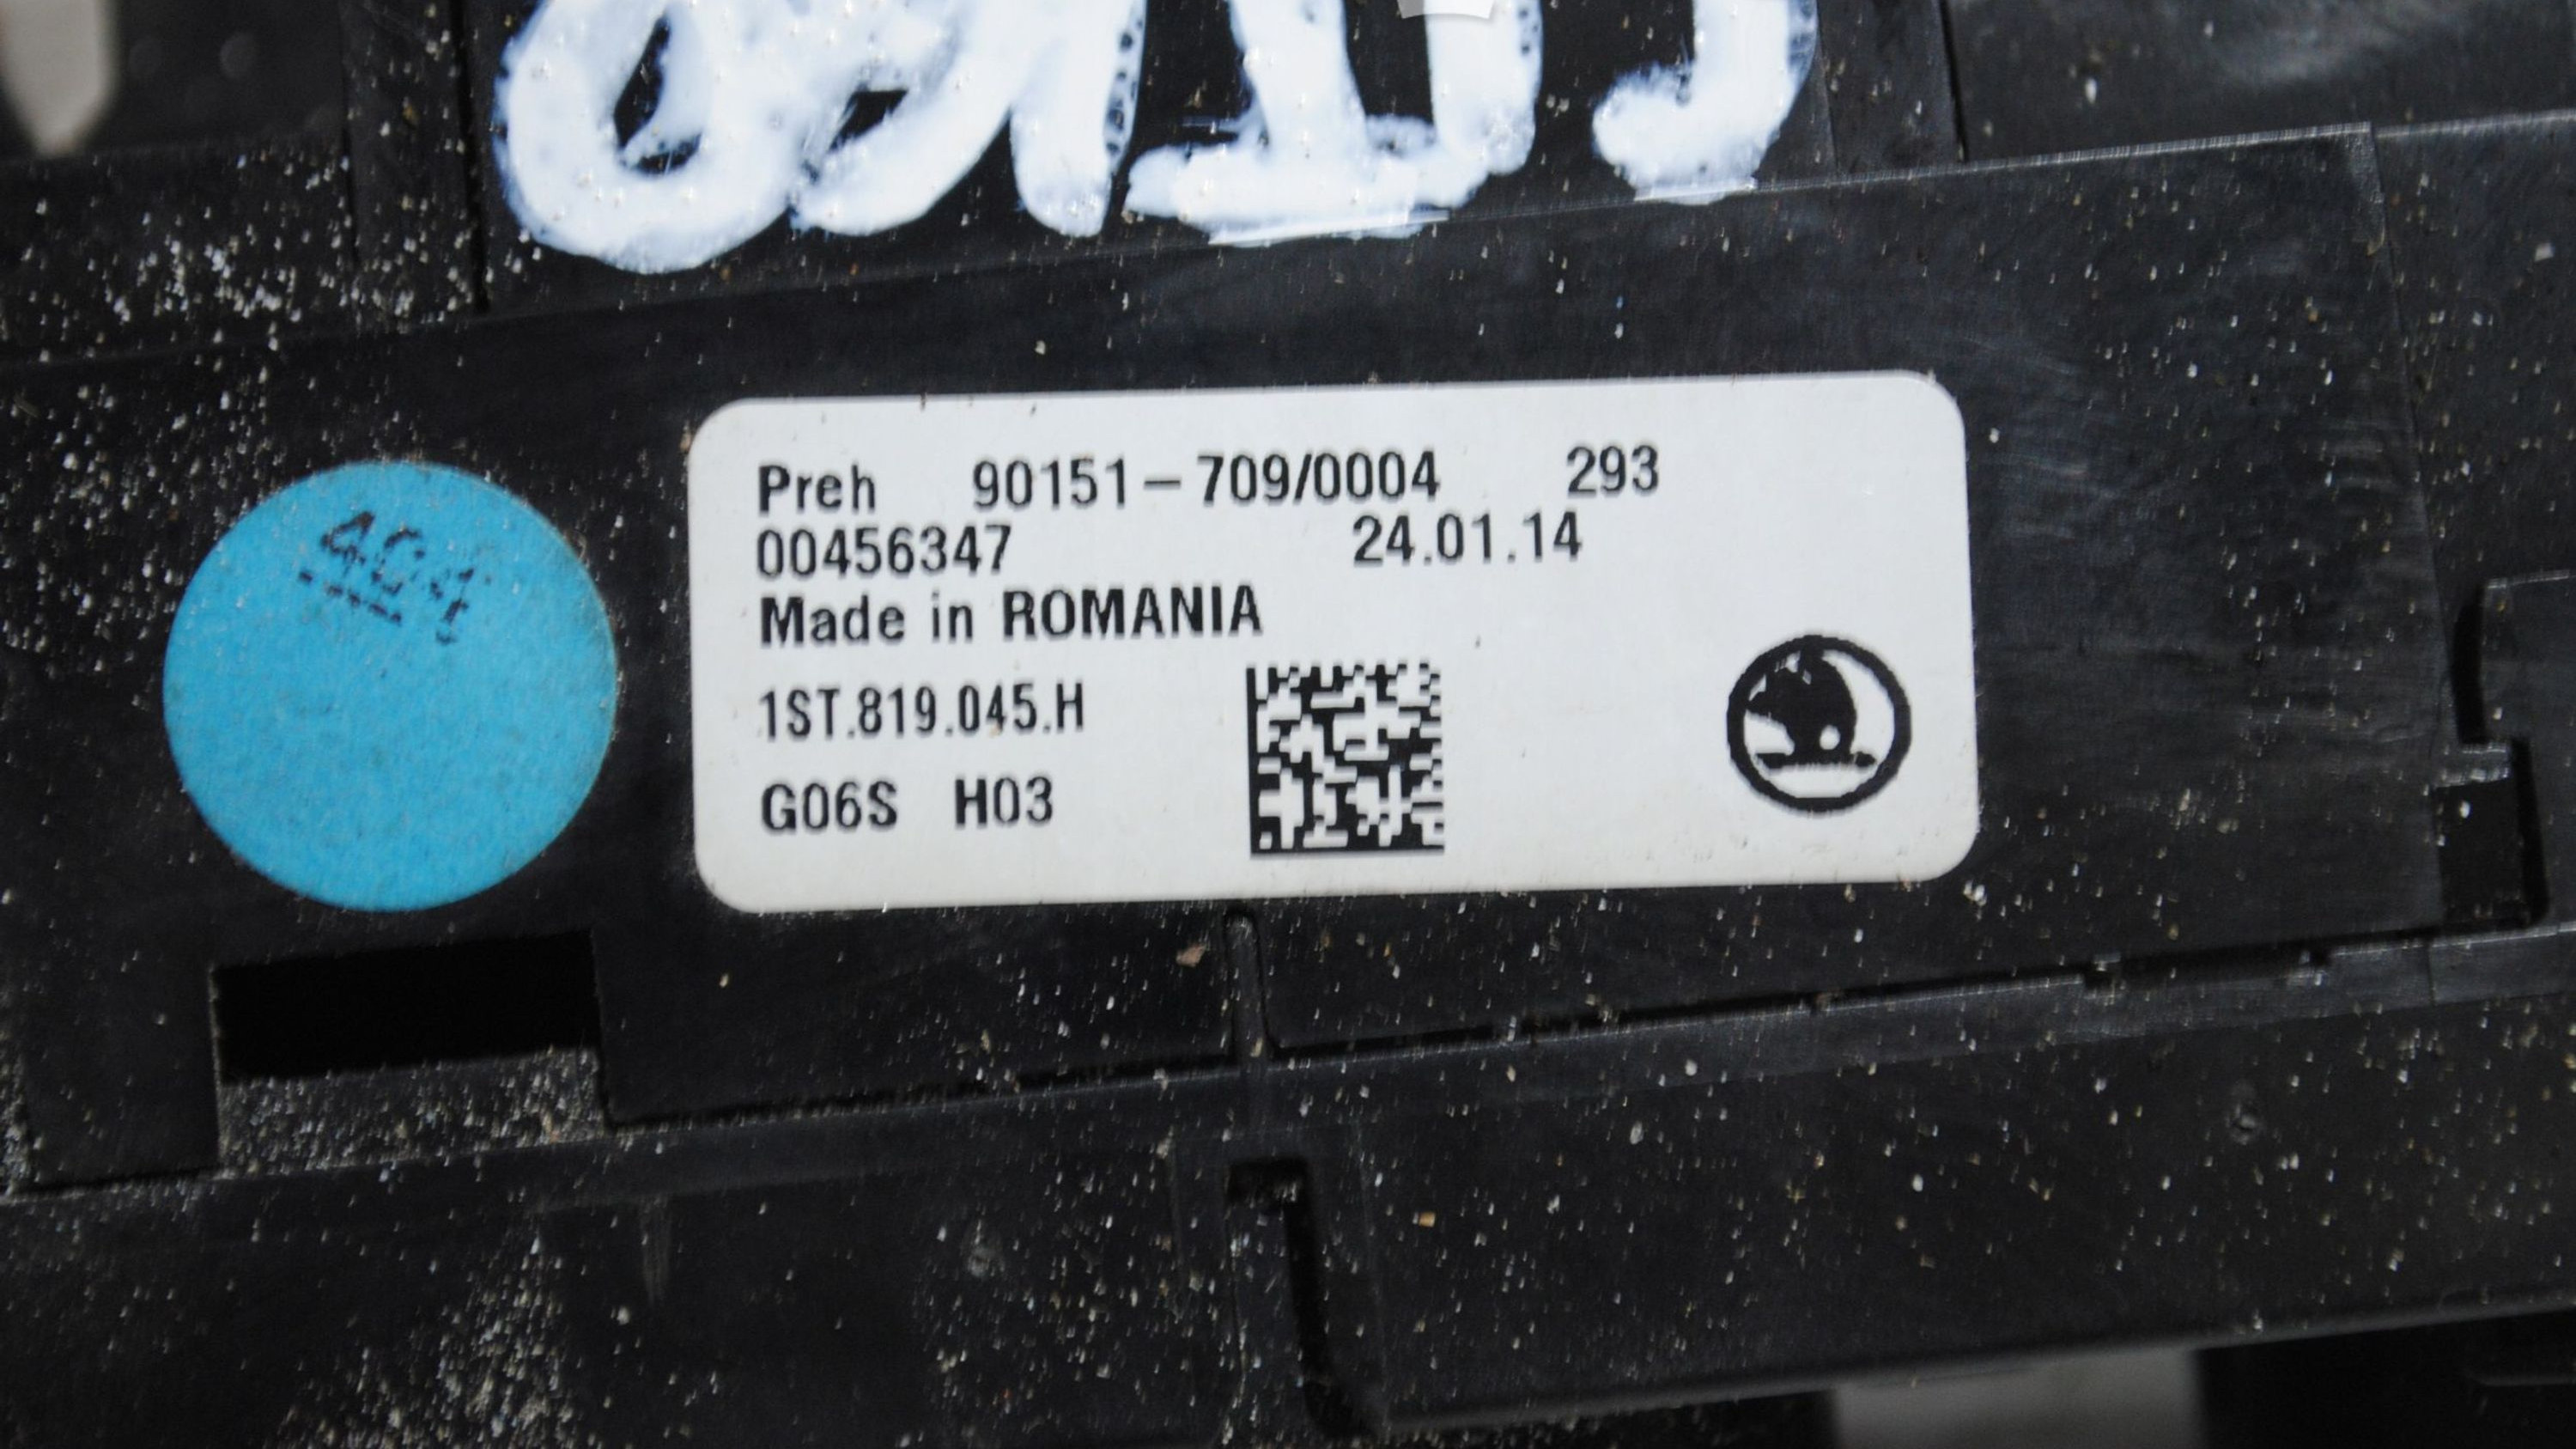 Preh 90151-709/0004 293
00456347 24.01.14
Made in ROMANIA
1ST.819.045.H
G06S H03
404